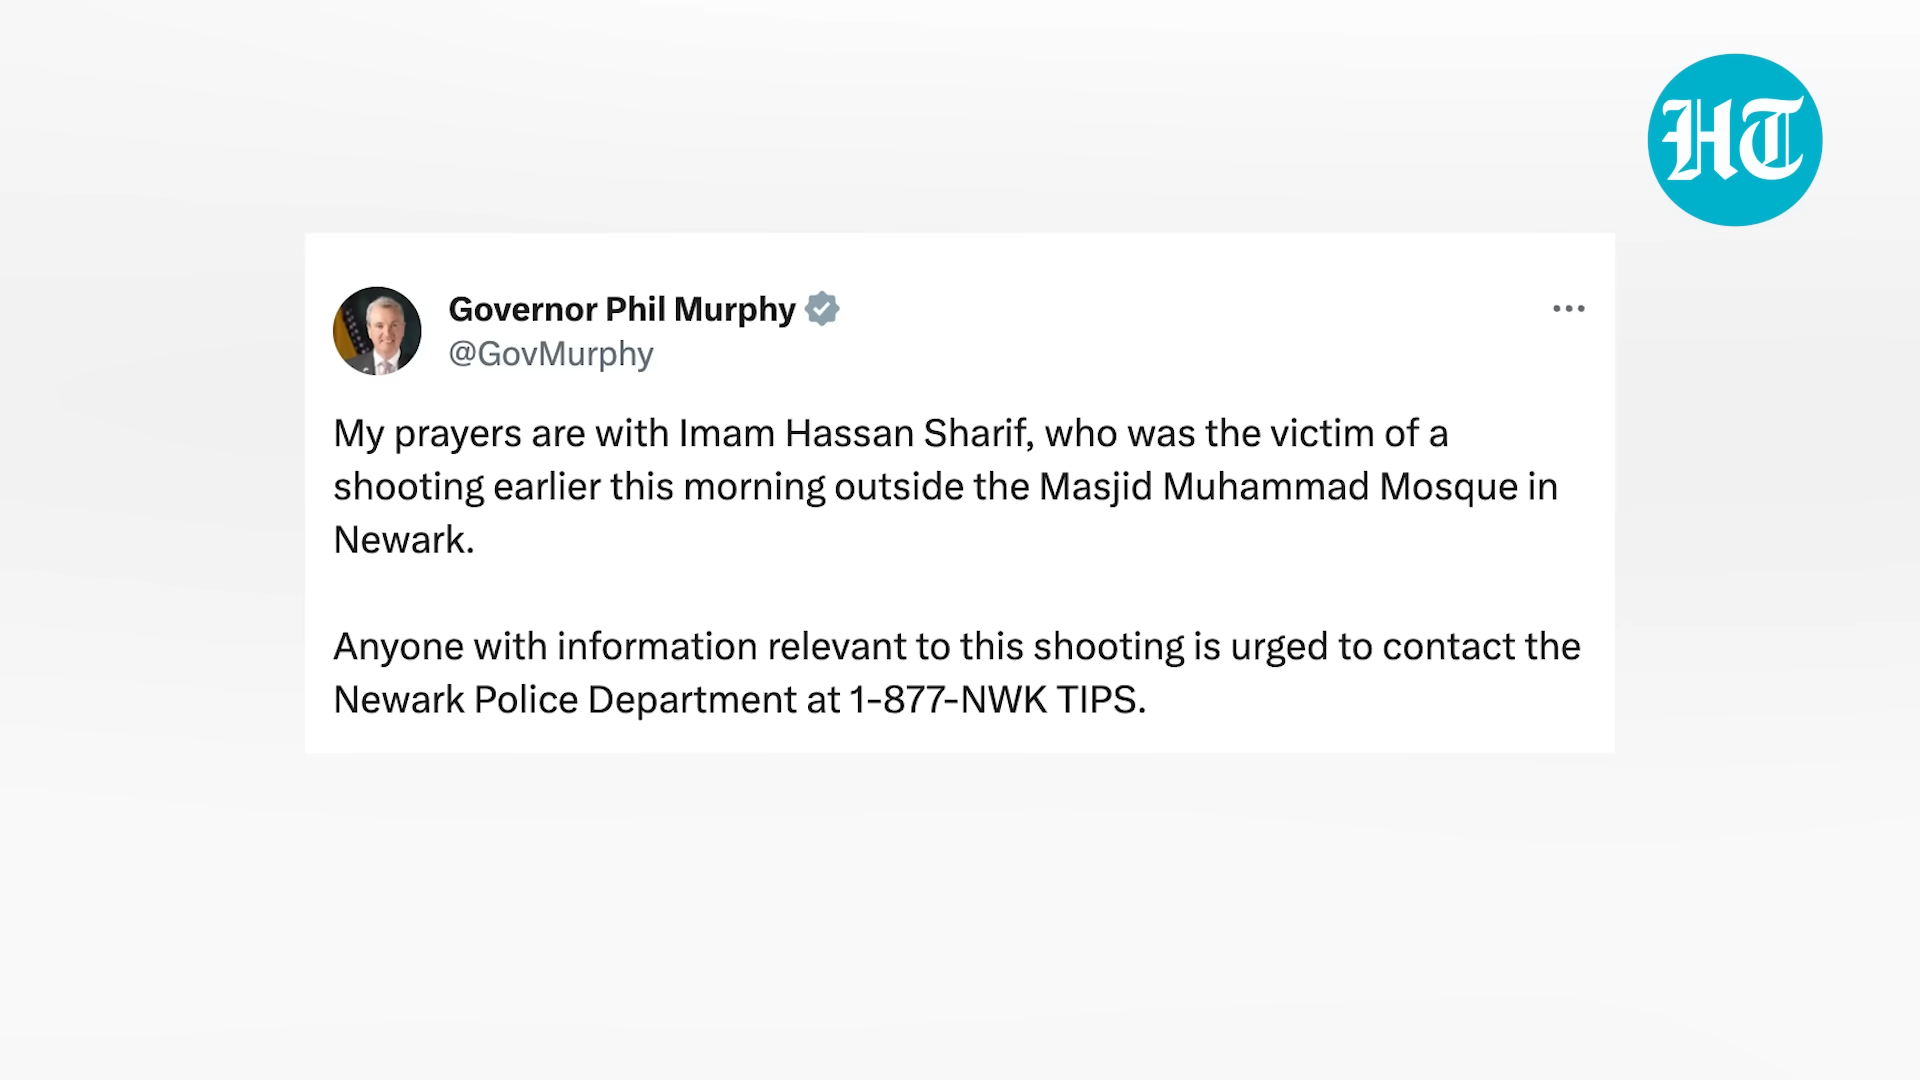 HT
Governor Phil Murphy
@GovMurphy
My prayers are with Imam Hassan Sharif, who was the victim of a
shooting earlier this morning outside the Masjid Muhammad Mosque in
Newark.
Anyone with information relevant to this shooting is urged to contact the
Newark Police Department at 1-877-NWK TIPS.